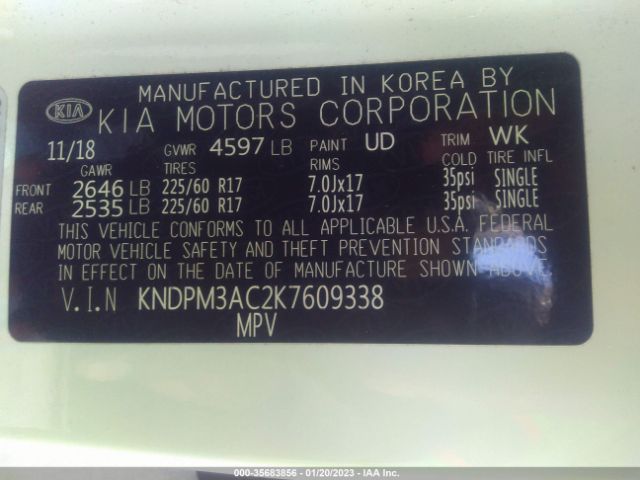 MANUFACTURED IN KOREA BY
KIA KIA MOTORS CORPORATION
11/18 GVWR 4597 LB PAINT UD TRIM WK
GAWR TIRES RIMS COLD TIRE INFL
FRONT 2646 LB 225/60 R17 7.0Jx17 35psi SINGLE
REAR 2535 LB 225/60 R17 7.0Jx17 35psi SINGLE
THIS VEHICLE CONFORMS TO ALL APPLICABLE U.S.A. FEDERAL
MOTOR VEHICLE SAFETY AND THEFT PREVENTION STANDARDS
IN EFFECT ON THE DATE OF MANUFACTURE SHOWN ABOVE.
V.I.N KNDPM3AC2K7609338
MPV
000-35683856 - 01/20/2023 - IAA Inc.